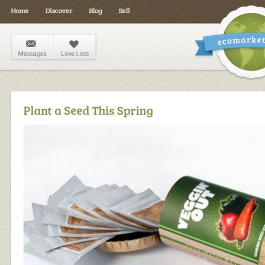 Home Discover Blog Sell
ecomarket
Messages Love Lists
Plant a Seed This Spring
VEGGIN'
OUT